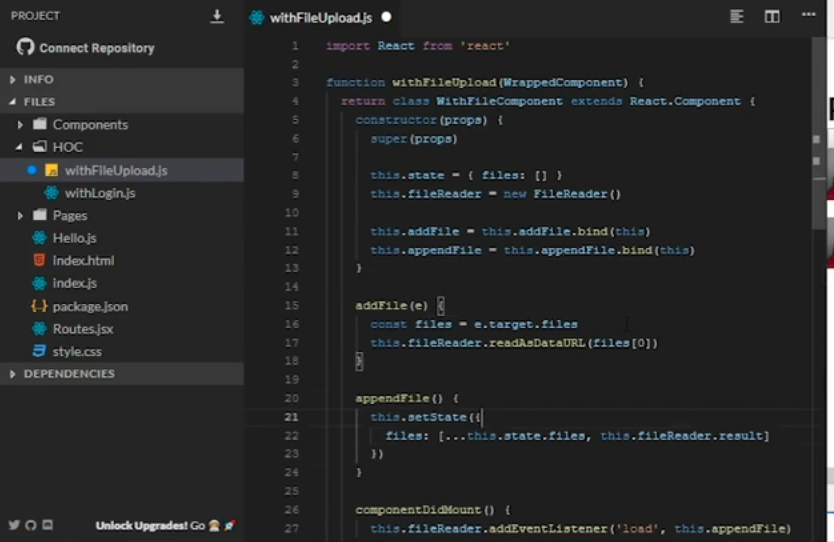 PROJECT
Connect Repository
INFO
FILES
Components
HOC
withFileUpload.js
withLogin.js
Pages
Hello.js
index.html
index.js
package.json
Routes.jsx
style.css
DEPENDENCIES
Unlock Upgrades! Go
withFileUpload.js
1 import React from 'react'
2
3 function withFileUpload(WrappedComponent) {
4 return class WithFileComponent extends React.Component {
5 constructor(props) {
6 super(props)
7
8 this.state = { files: [] }
9 this.fileReader = new FileReader()
10
11 this.addFile = this.addFile.bind(this)
12 this.appendFile = this.appendFile.bind(this)
13 }
14
15 addFile(e) {
16 const files = e.target.files
17 this.fileReader.readAsDataURL(files[0])
18 }
19
20 appendFile() {
21 this.setState({
22 files: [...this.state.files, this.fileReader.result]
23 })
24 }
25
26 componentDidMount() {
27 this.fileReader.addEventListener('load', this.appendFile)